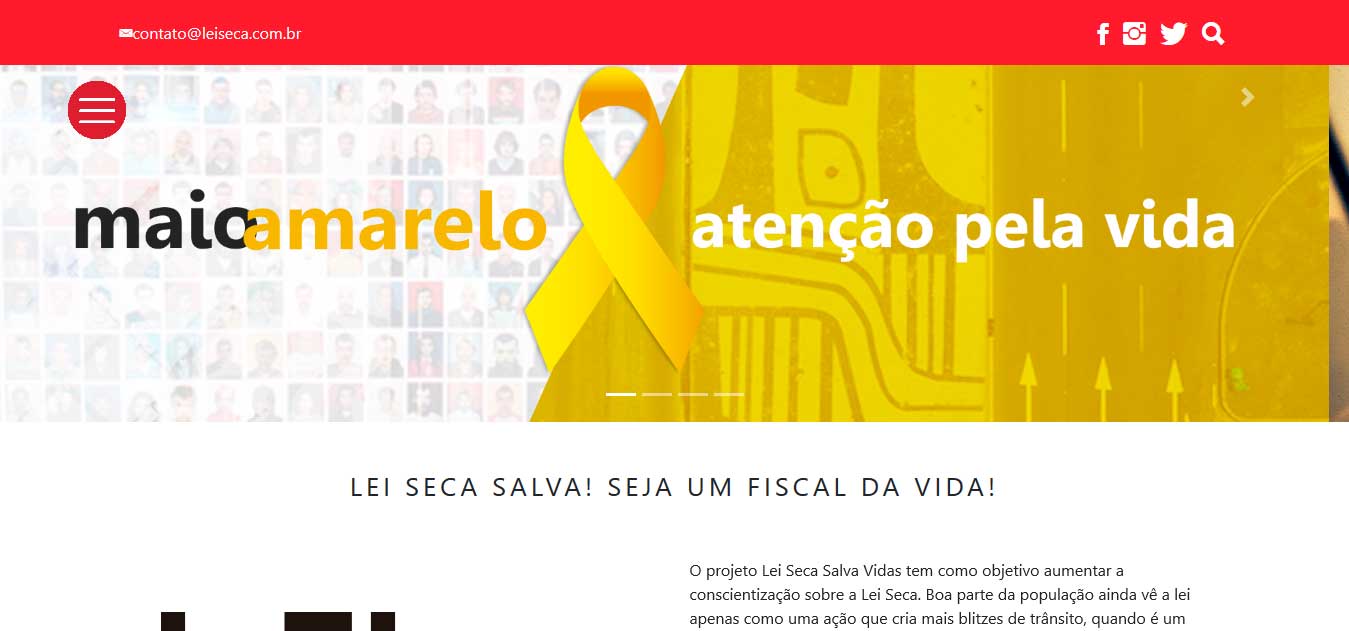 contato@leiseca.com.br
maioamarelo
atenção pela vida
LEI SECA SALVA! SEJA UM FISCAL DA VIDA!
O projeto Lei Seca Salva Vidas tem como objetivo aumentar a
conscientização sobre a Lei Seca. Boa parte da população ainda vê a lei
apenas como uma ação que cria mais blitzes de trânsito, quando é um